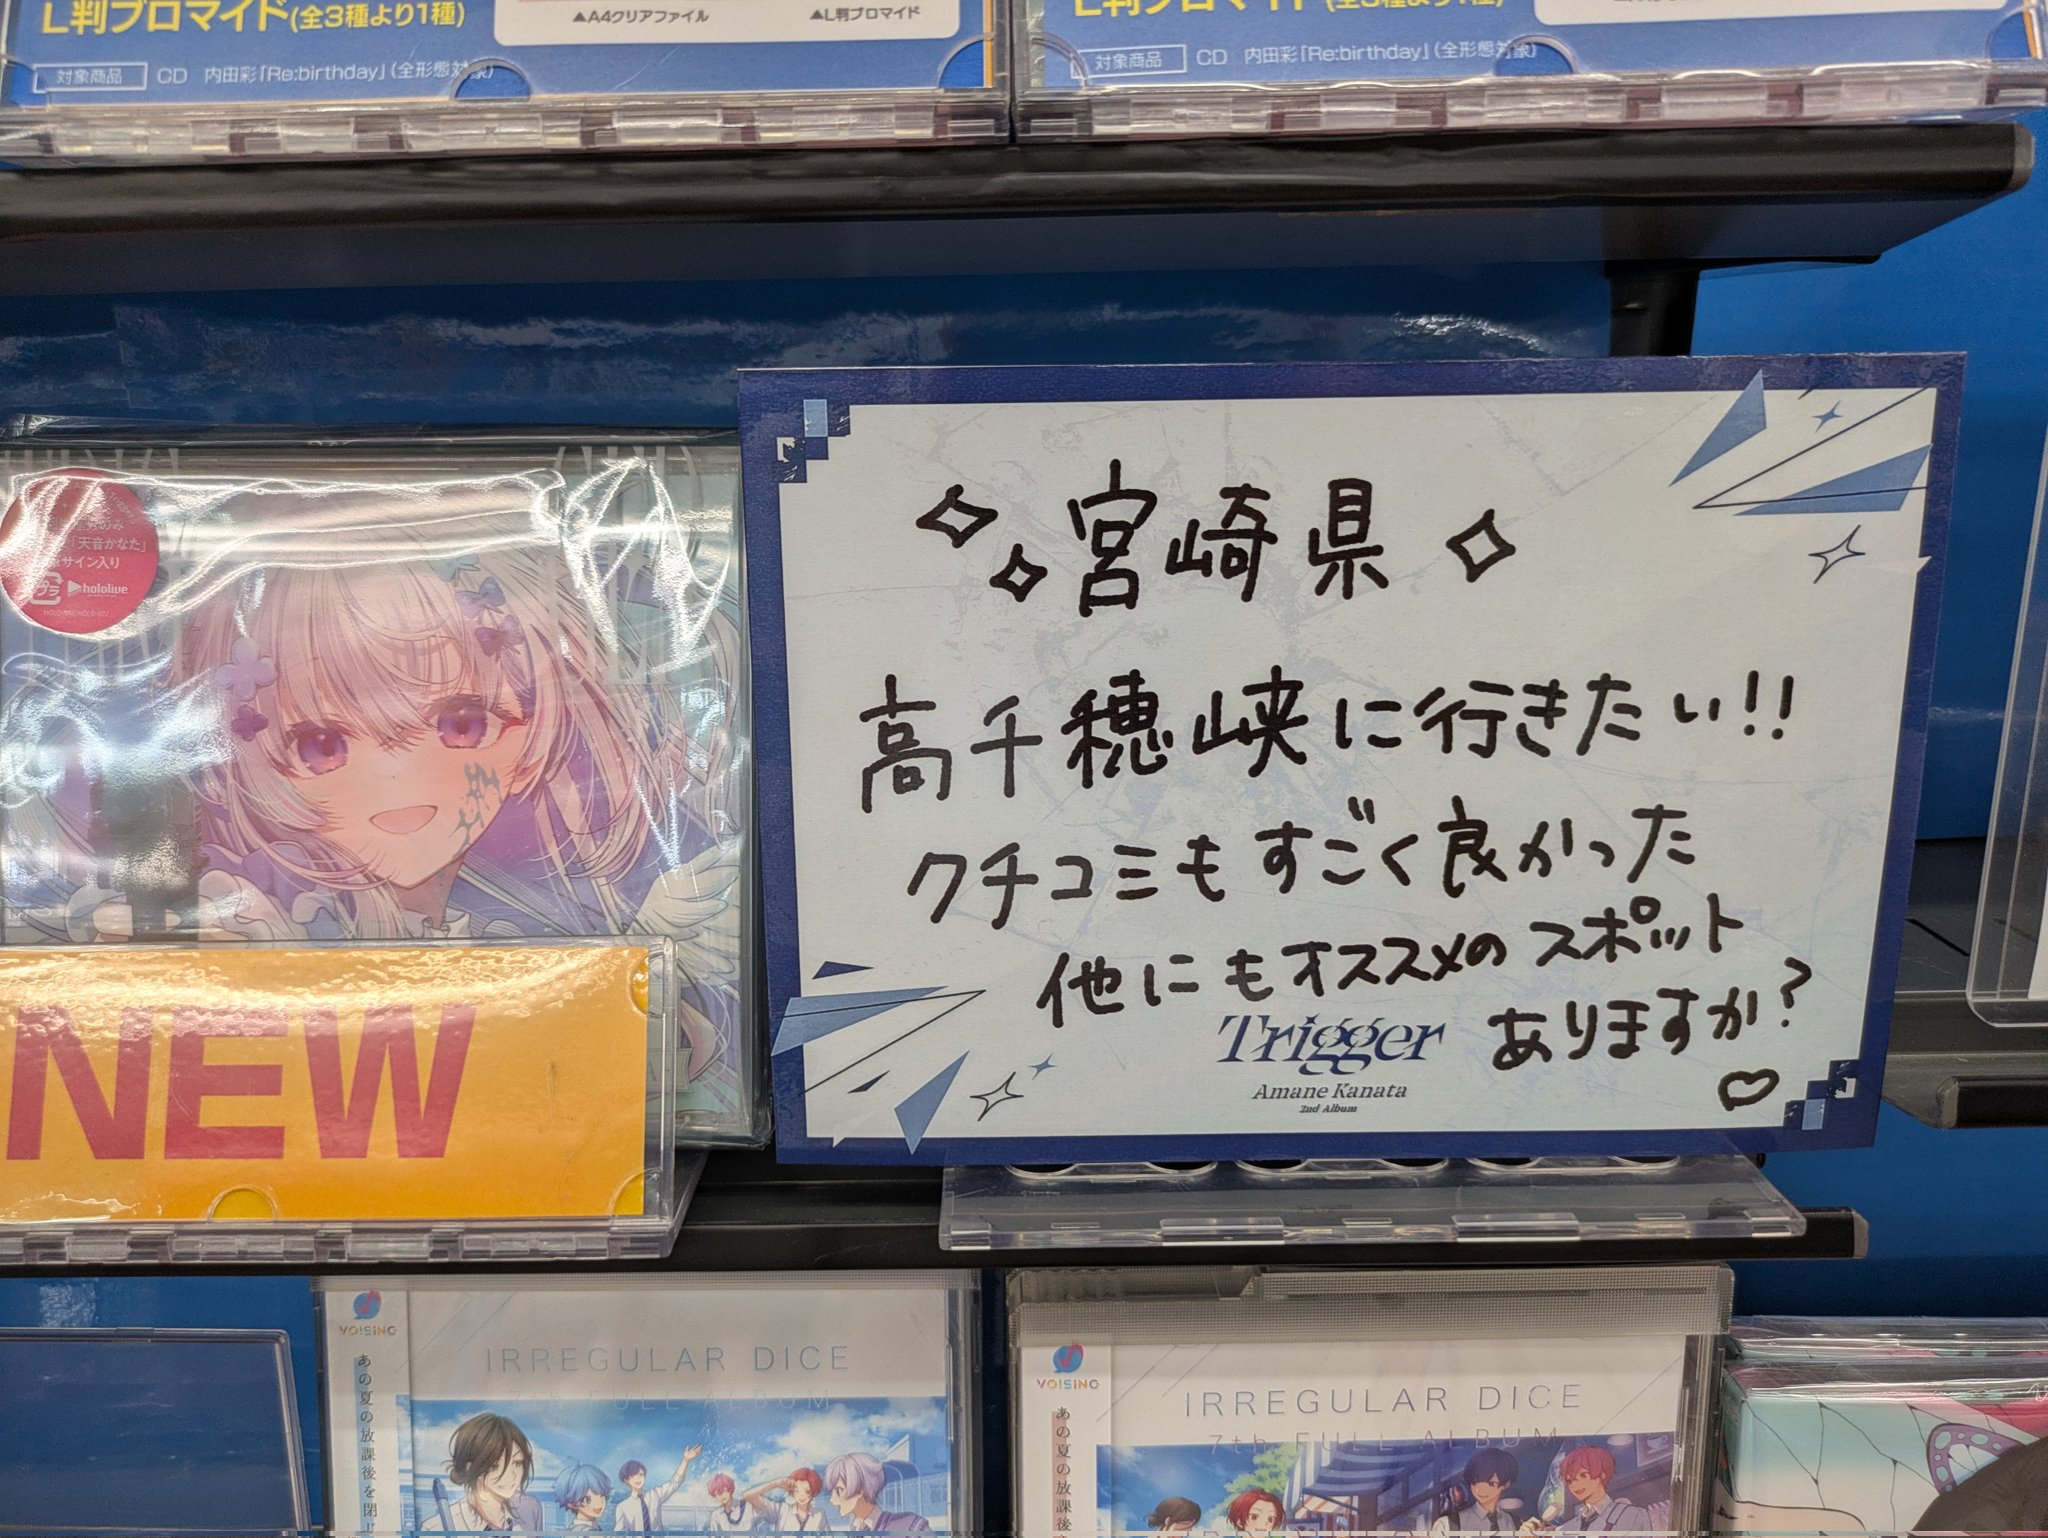 L判ブロマイド(全3種より1種)
▲A4クリアファイル
▲L判ブロマイド
対象商品 CD 内田彩「Re:birthday」(全形態対象)
対象商品 CD 内田彩「Re:birthday」(全形態対象)
「天音かなた」
サイン入り
プラ hololive
NEW
宮崎県
高千穂峡に行きたい!!
クチコミもすごく良かった
他にもオススメの スポット
ありますか?
Trigger
Amane Kanata
2nd Album
VOISING
あの夏の放課後を閉
IRREGULAR DICE
7th FULL ALBUM
VOISING
あの夏の放課後
IRREGULAR DICE
7th FULL ALBUM